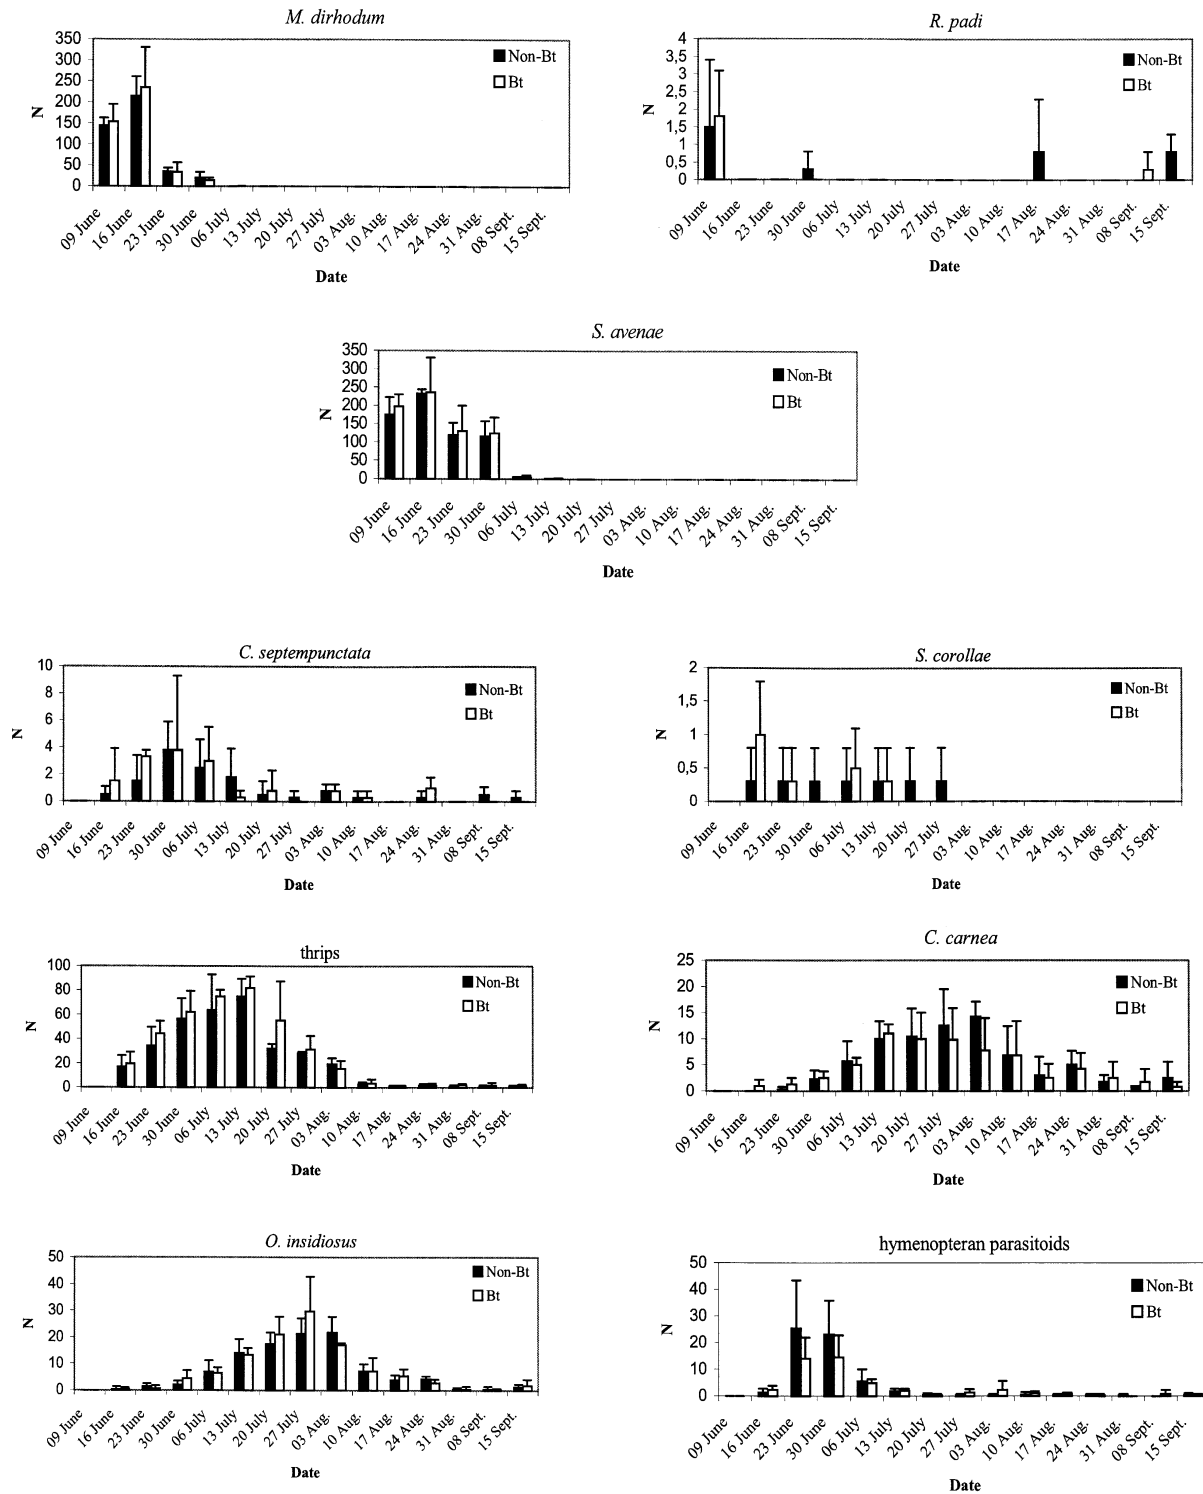 M. dirhodum
350
300
250
200
150
100
50
0
N
Non-Bt
Bt
09 June
16 June
23 June
30 June
06 July
13 July
20 July
27 July
03 Aug.
10 Aug.
17 Aug.
24 Aug.
31 Aug.
08 Sept.
15 Sept.
Date
R. padi
4
3,5
3
2,5
2
1,5
1
0,5
0
N
Non-Bt
Bt
09 June
16 June
23 June
30 June
06 July
13 July
20 July
27 July
03 Aug.
10 Aug.
17 Aug.
24 Aug.
31 Aug.
08 Sept.
15 Sept.
Date
S. avenae
350
300
250
200
150
100
50
0
N
Non-Bt
Bt
09 June
16 June
23 June
30 June
06 July
13 July
20 July
27 July
03 Aug.
10 Aug.
17 Aug.
24 Aug.
31 Aug.
08 Sept.
15 Sept.
Date
C. septempunctata
10
8
6
4
2
0
N
Non-Bt
Bt
09 June
16 June
23 June
30 June
06 July
13 July
20 July
27 July
03 Aug.
10 Aug.
17 Aug.
24 Aug.
31 Aug.
08 Sept.
15 Sept.
Date
S. corollae
2
1,5
1
0,5
0
N
Non-Bt
Bt
09 June
16 June
23 June
30 June
06 July
13 July
20 July
27 July
03 Aug.
10 Aug.
17 Aug.
24 Aug.
31 Aug.
08 Sept.
15 Sept.
Date
thrips
100
80
60
40
20
0
N
Non-Bt
Bt
09 June
16 June
23 June
30 June
06 July
13 July
20 July
27 July
03 Aug.
10 Aug.
17 Aug.
24 Aug.
31 Aug.
08 Sept.
15 Sept.
Date
C. carnea
25
20
15
10
5
0
N
Non-Bt
Bt
09 June
16 June
23 June
30 June
06 July
13 July
20 July
27 July
03 Aug.
10 Aug.
17 Aug.
24 Aug.
31 Aug.
08 Sept.
15 Sept.
Date
O. insidiosus
50
40
30
20
10
0
N
Non-Bt
Bt
09 June
16 June
23 June
30 June
06 July
13 July
20 July
27 July
03 Aug.
10 Aug.
17 Aug.
24 Aug.
31 Aug.
08 Sept.
15 Sept.
Date
hymenopteran parasitoids
50
40
30
20
10
0
N
Non-Bt
Bt
09 June
16 June
23 June
30 June
06 July
13 July
20 July
27 July
03 Aug.
10 Aug.
17 Aug.
24 Aug.
31 Aug.
08 Sept.
15 Sept.
Date